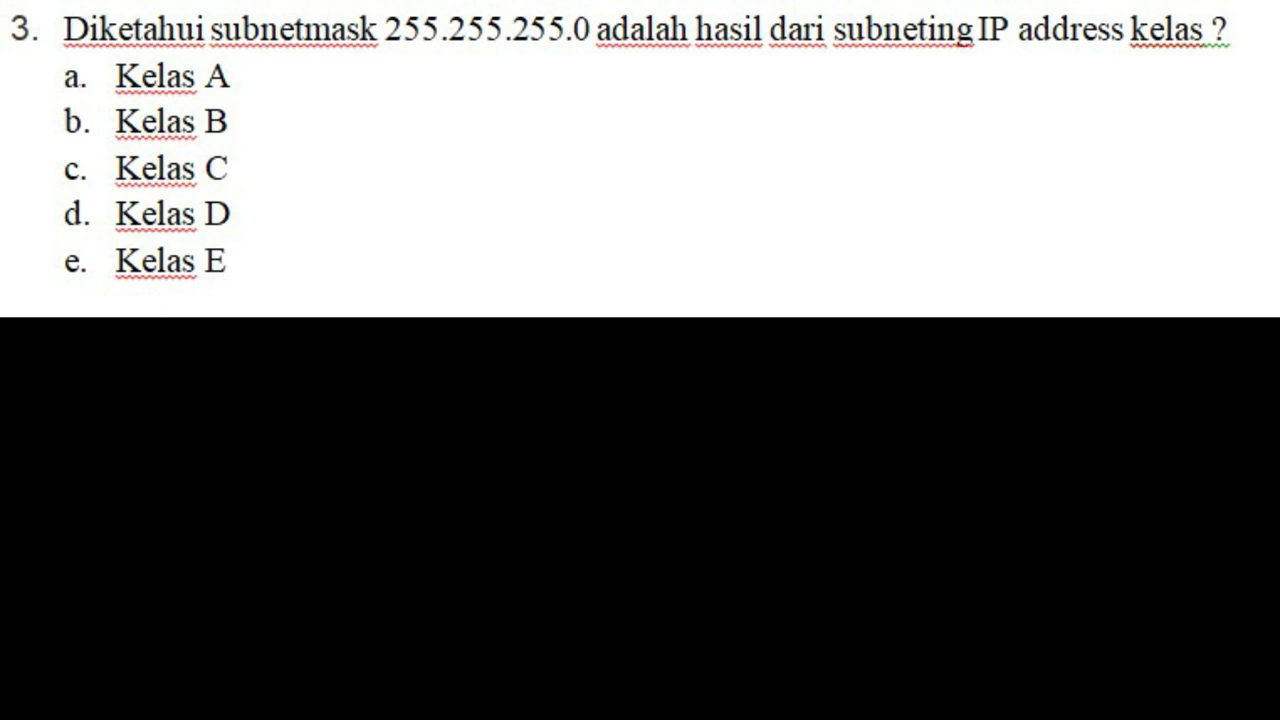 3. Diketahui subnetmask 255.255.255.0 adalah hasil dari subneting IP address kelas ?
a. Kelas A
b. Kelas B
c. Kelas C
d. Kelas D
e. Kelas E